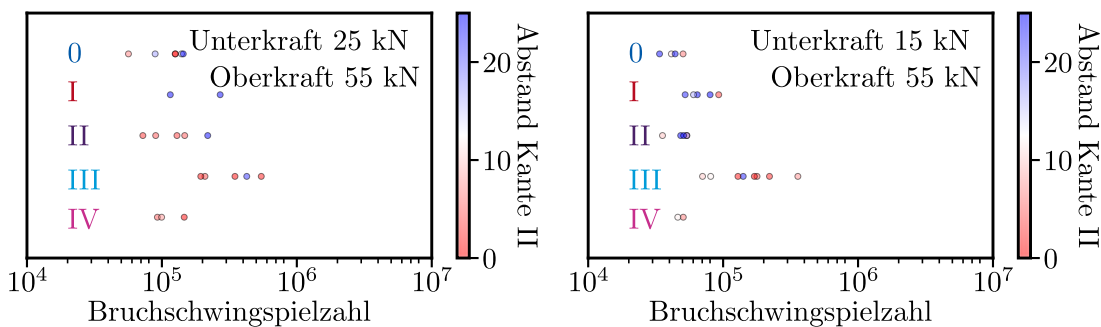 0
I
II
III
IV
Unterkraft 25 kN
Oberkraft 55 kN
10^4
10^5
10^6
10^7
Bruchschwingspielzahl
20
10
0
Abstand Kante II
0
I
II
III
IV
Unterkraft 15 kN
Oberkraft 55 kN
10^4
10^5
10^6
10^7
Bruchschwingspielzahl
20
10
0
Abstand Kante II